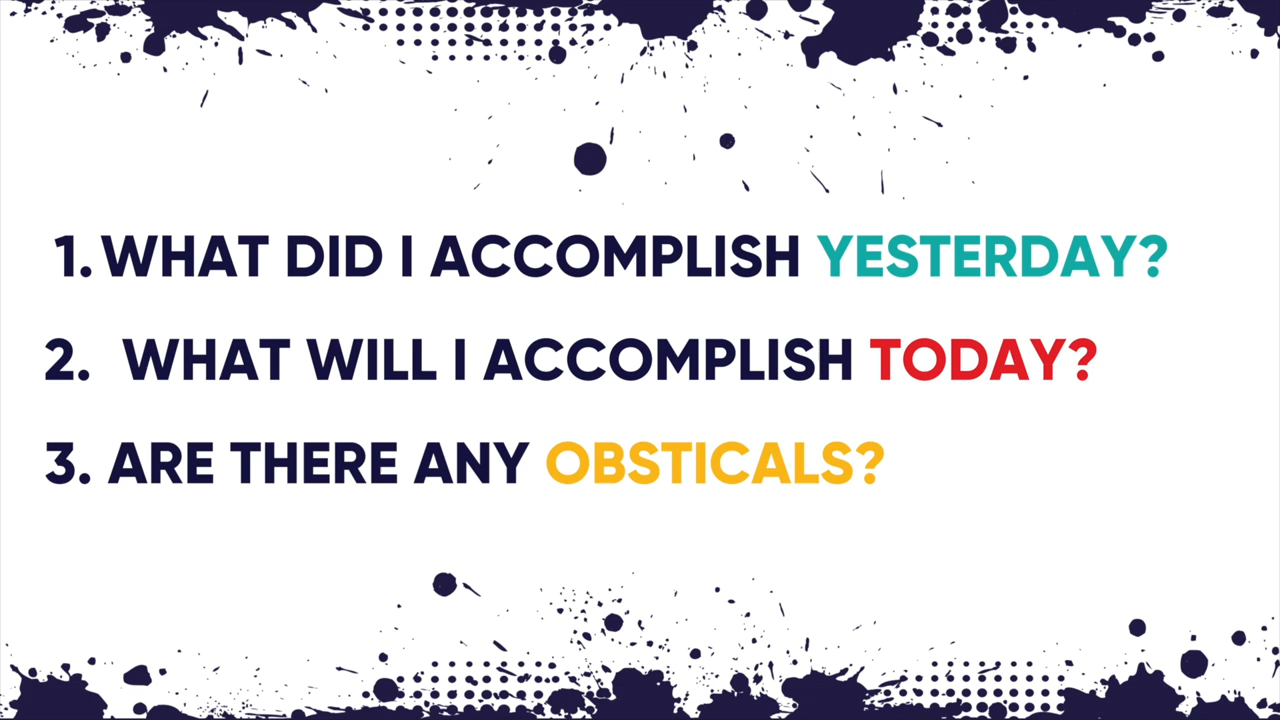 1. WHAT DID I ACCOMPLISH YESTERDAY?
2. WHAT WILL I ACCOMPLISH TODAY?
3. ARE THERE ANY OBSTICALS?